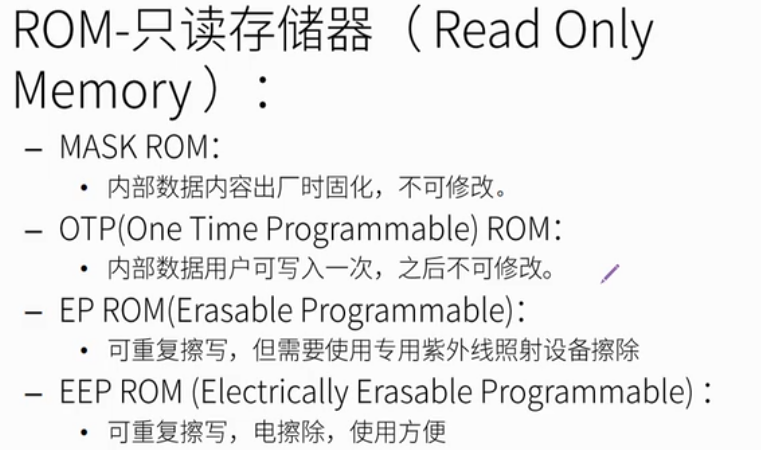 ROM-只读存储器（Read Only
Memory）：
– MASK ROM：
• 内部数据内容出厂时固化，不可修改。
– OTP(One Time Programmable) ROM：
• 内部数据用户可写入一次，之后不可修改。
– EP ROM(Erasable Programmable)：
• 可重复擦写，但需要使用专用紫外线照射设备擦除
– EEP ROM (Electrically Erasable Programmable)：
• 可重复擦写，电擦除，使用方便